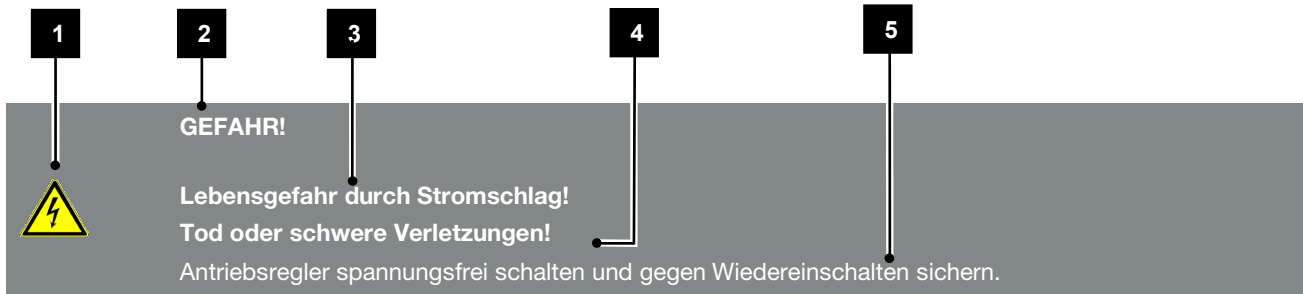 1 2 3 4 5
GEFAHR!
Lebensgefahr durch Stromschlag!
Tod oder schwere Verletzungen!
Antriebsregler spannungsfrei schalten und gegen Wiedereinschalten sichern.